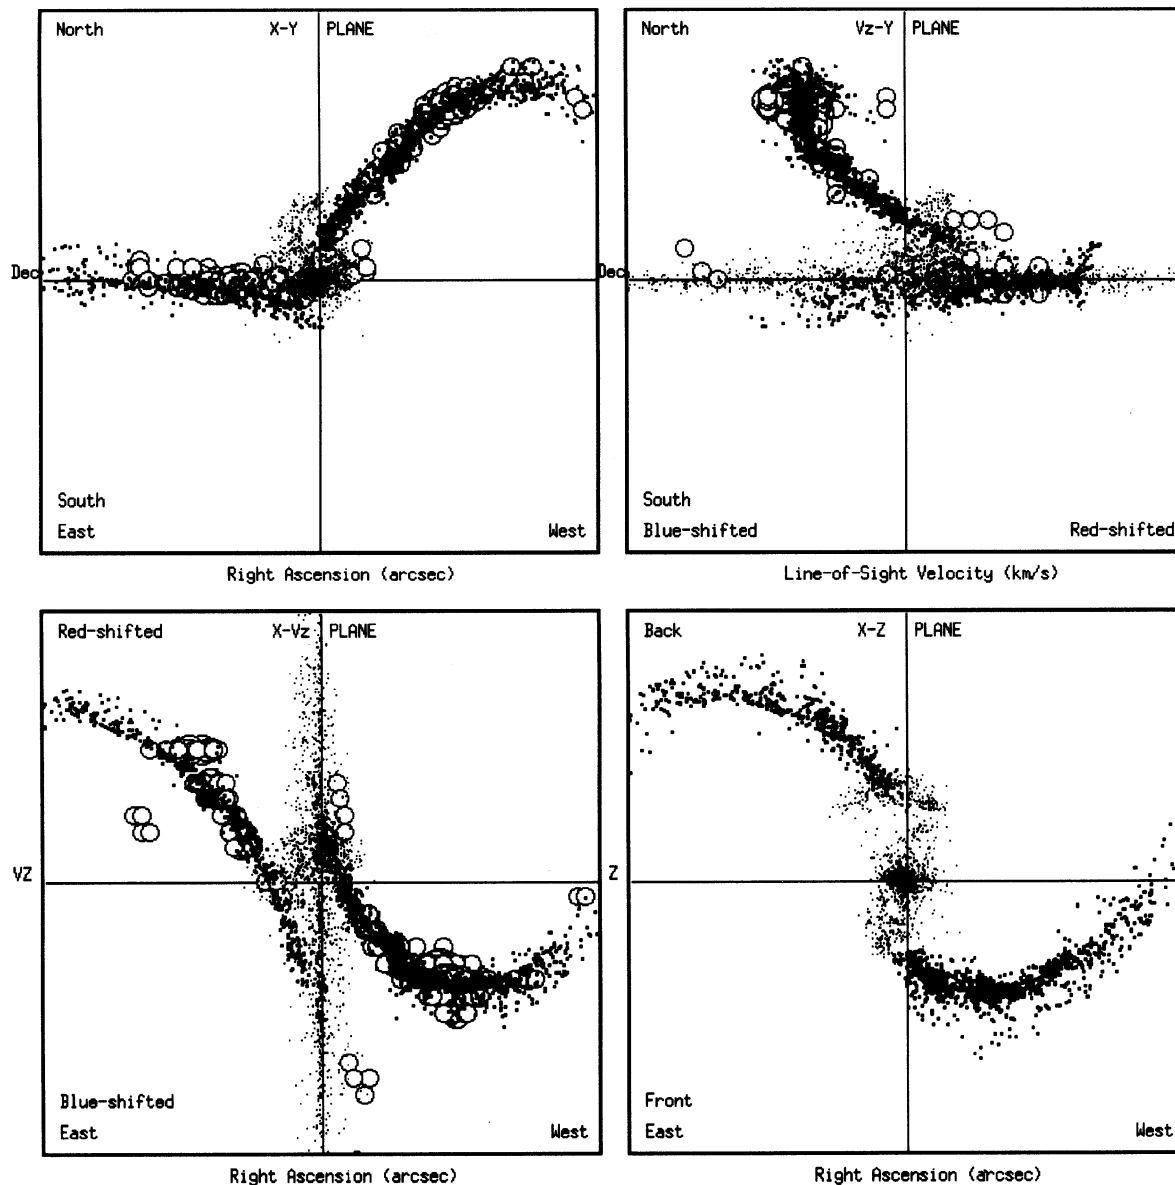 North X-Y PLANE
Dec
South
East West
Right Ascension (arcsec)
North Vz-Y PLANE
Dec
South
Blue-shifted Red-shifted
Line-of-Sight Velocity (km/s)
Red-shifted X-Vz PLANE
VZ
Blue-shifted
East West
Right Ascension (arcsec)
Back X-Z PLANE
Z
Front
East West
Right Ascension (arcsec)